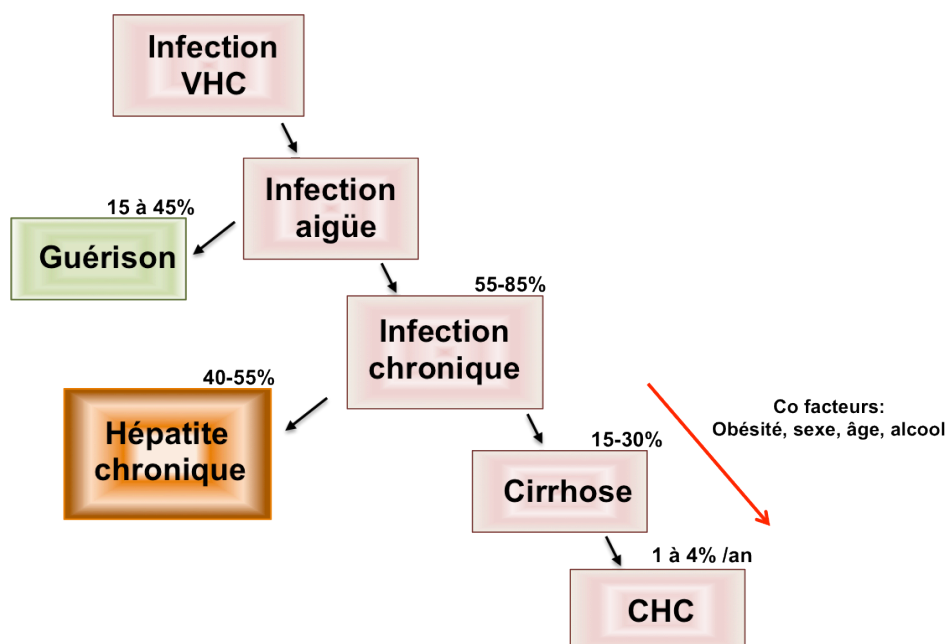 Infection
VHC
Infection
aigüe
15 à 45%
Guérison
55-85%
Infection
chronique
40-55%
Hépatite
chronique
Co facteurs:
Obésité, sexe, âge, alcool
15-30%
Cirrhose
1 à 4% /an
CHC